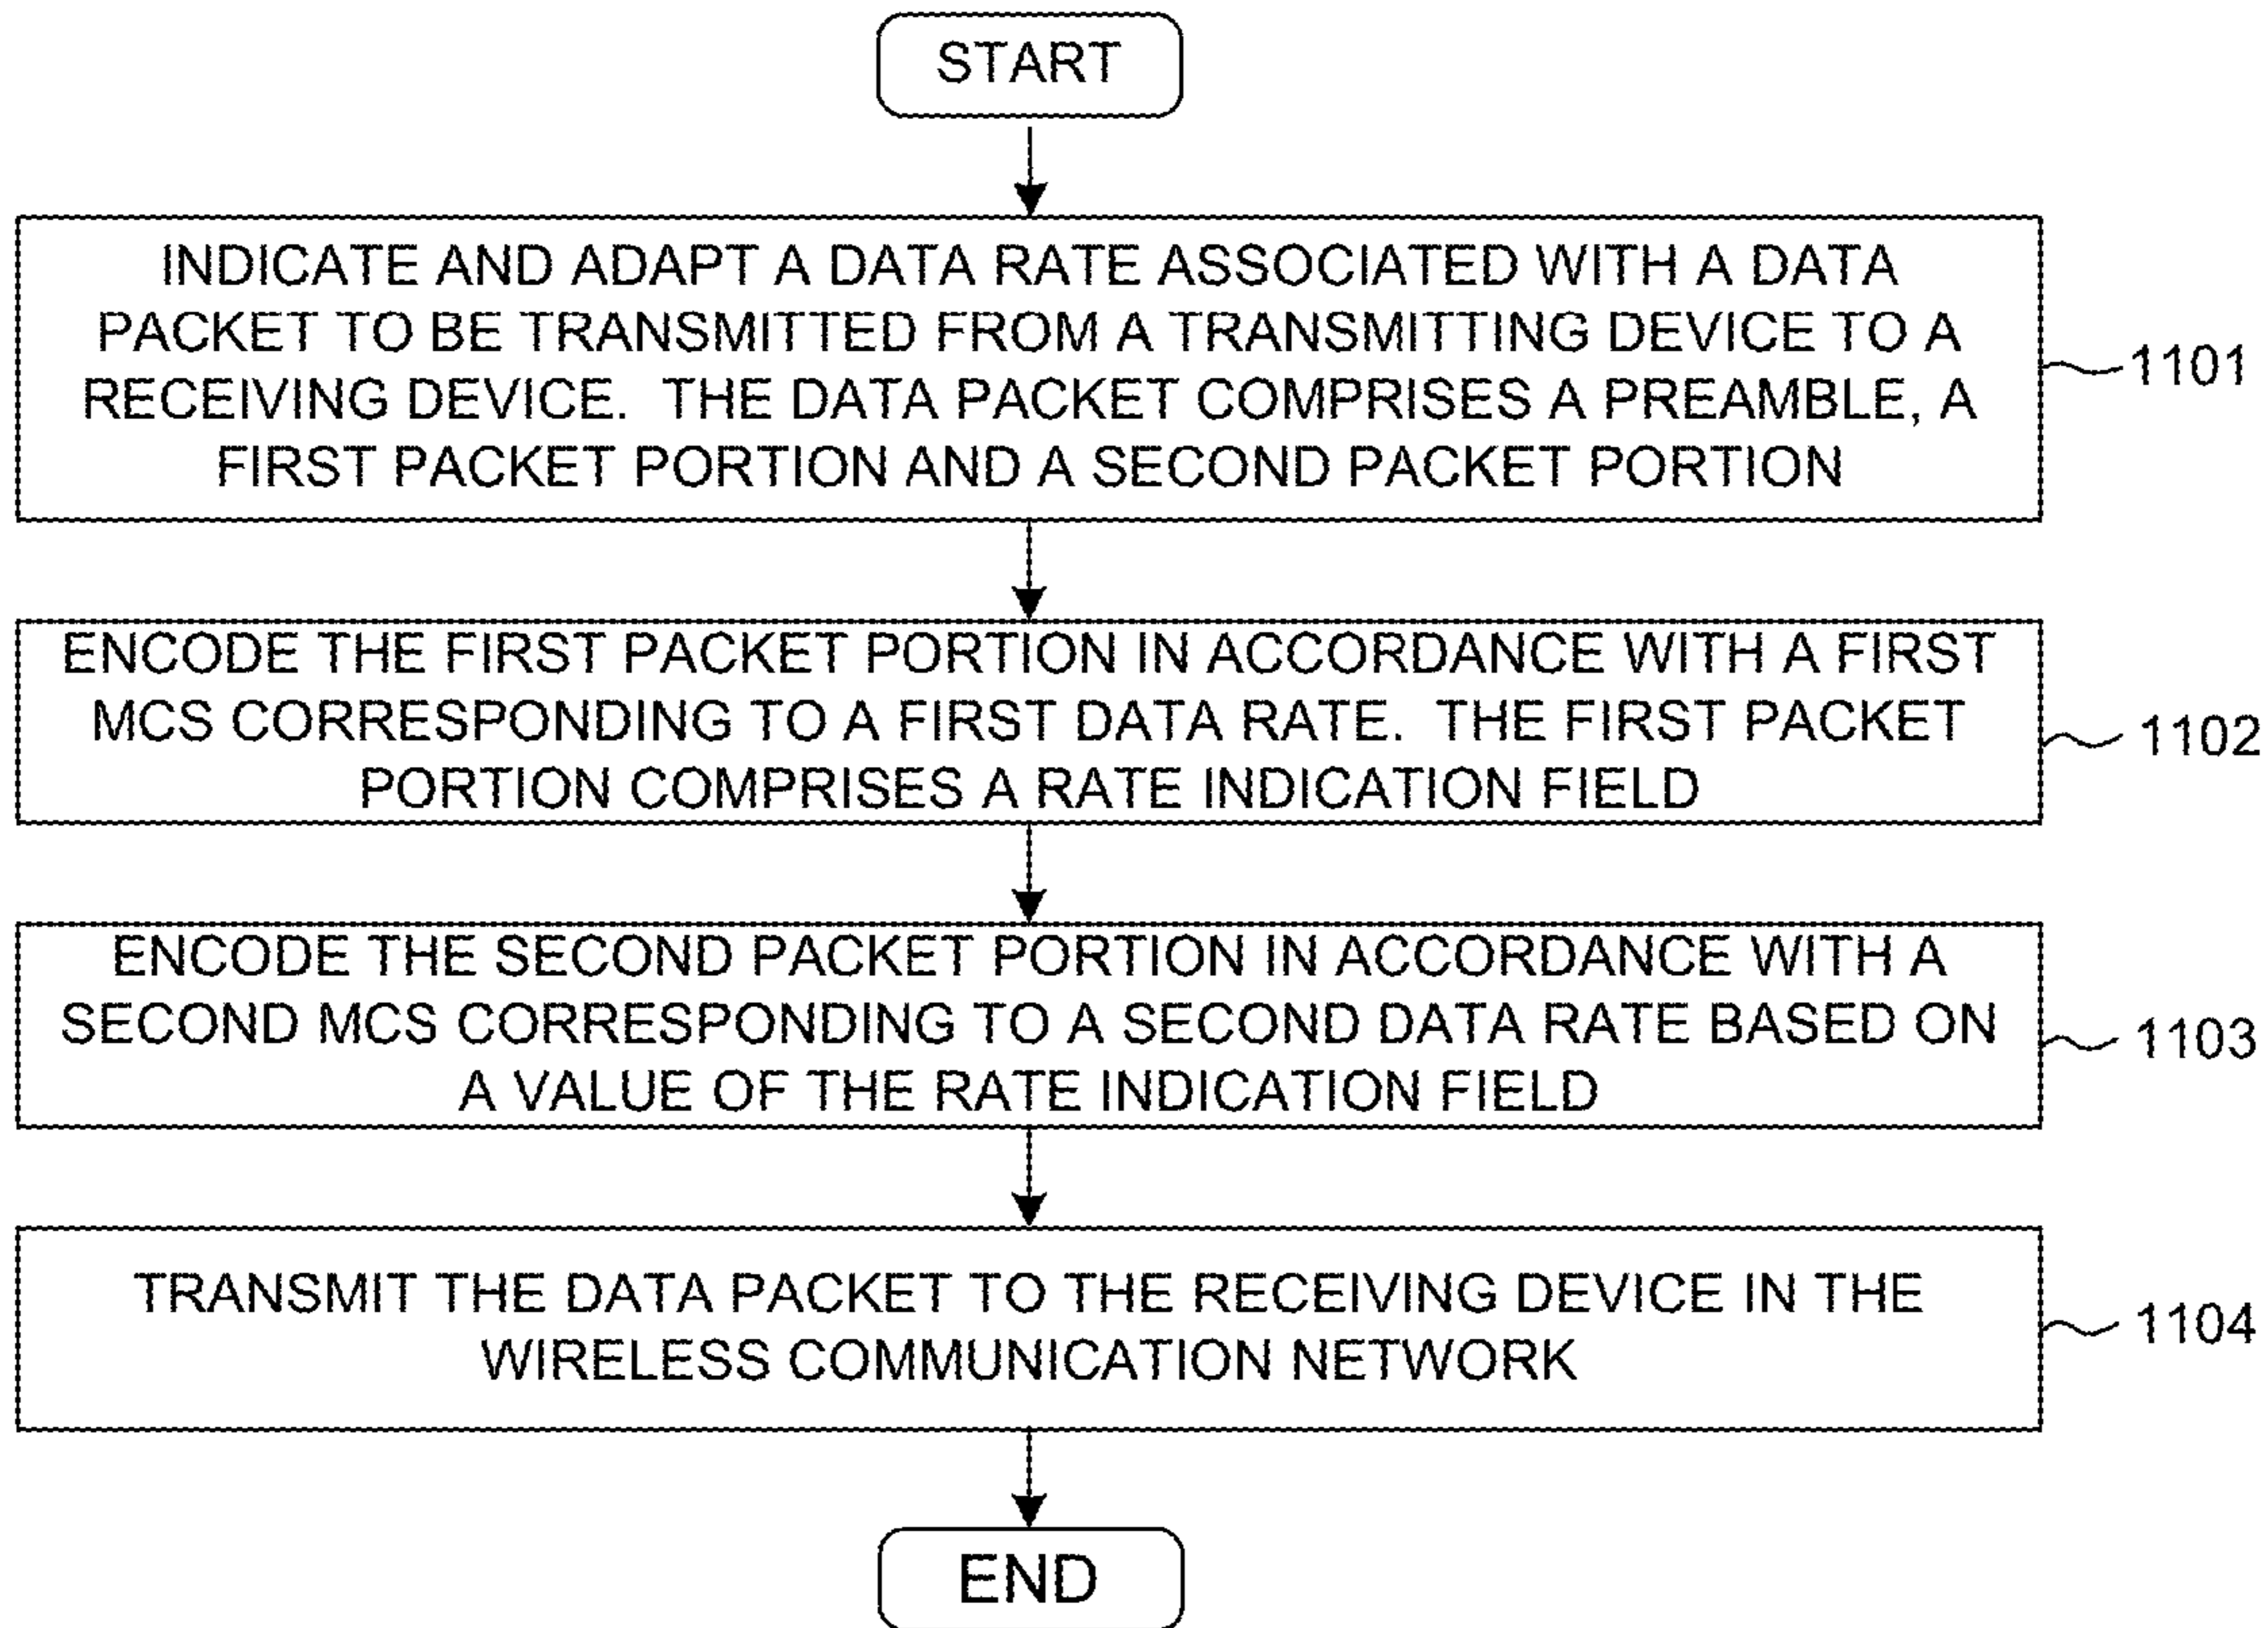 START
INDICATE AND ADAPT A DATA RATE ASSOCIATED WITH A DATA
PACKET TO BE TRANSMITTED FROM A TRANSMITTING DEVICE TO A
RECEIVING DEVICE. THE DATA PACKET COMPRISES A PREAMBLE, A
FIRST PACKET PORTION AND A SECOND PACKET PORTION
1101
ENCODE THE FIRST PACKET PORTION IN ACCORDANCE WITH A FIRST
MCS CORRESPONDING TO A FIRST DATA RATE. THE FIRST PACKET
PORTION COMPRISES A RATE INDICATION FIELD
1102
ENCODE THE SECOND PACKET PORTION IN ACCORDANCE WITH A
SECOND MCS CORRESPONDING TO A SECOND DATA RATE BASED ON
A VALUE OF THE RATE INDICATION FIELD
1103
TRANSMIT THE DATA PACKET TO THE RECEIVING DEVICE IN THE
WIRELESS COMMUNICATION NETWORK
1104
END